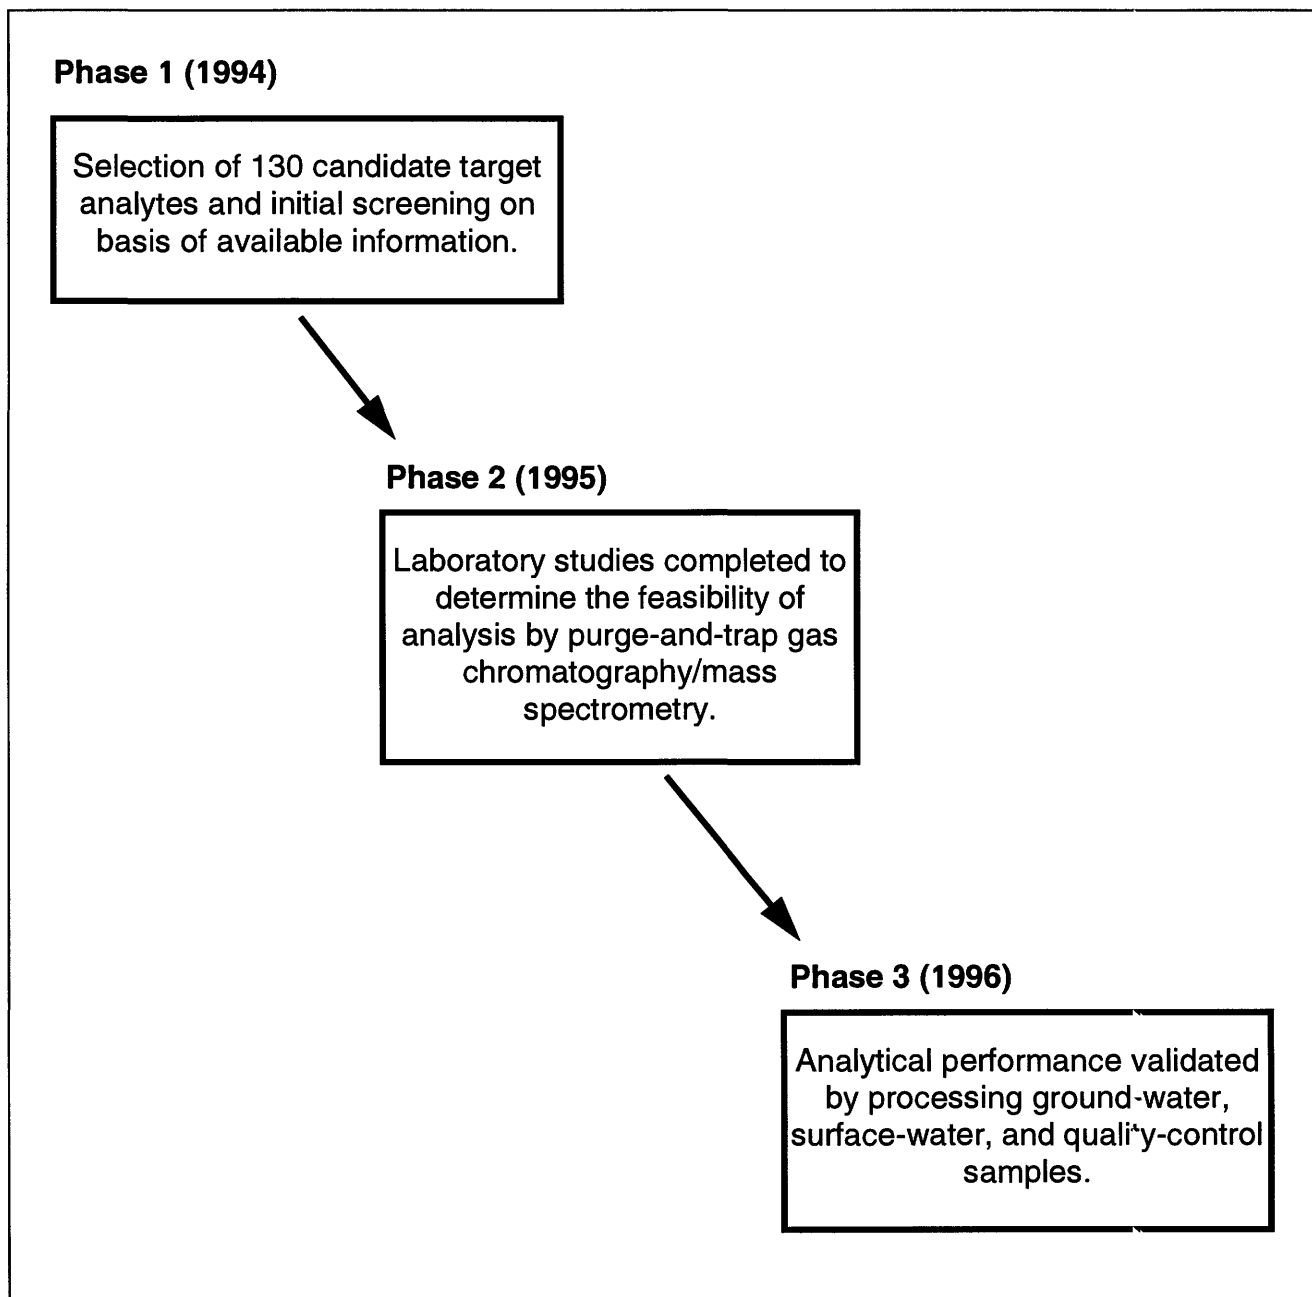 Phase 1 (1994)
Selection of 130 candidate target
analytes and initial screening on
basis of available information.
Phase 2 (1995)
Laboratory studies completed to
determine the feasibility of
analysis by purge-and-trap gas
chromatography/mass
spectrometry.
Phase 3 (1996)
Analytical performance validated
by processing ground-water,
surface-water, and quality-control
samples.